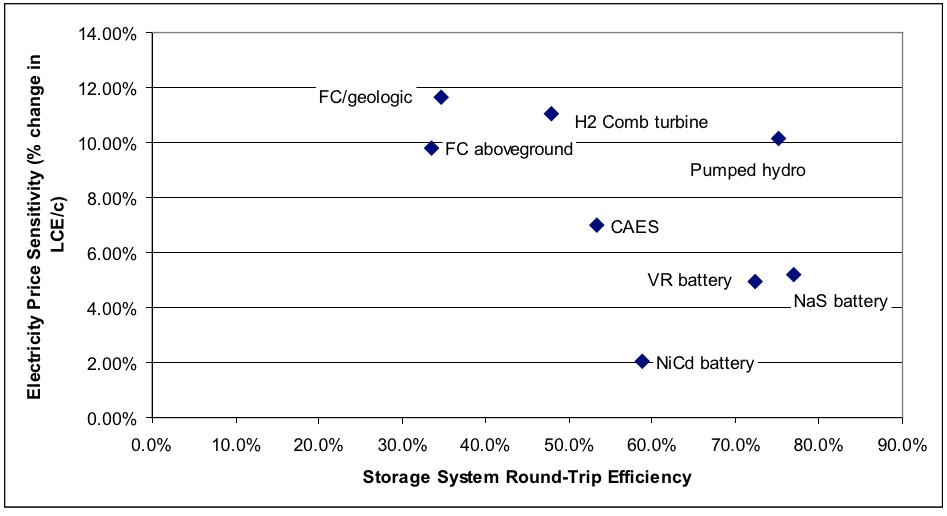 14.00%
12.00%
10.00%
8.00%
6.00%
4.00%
2.00%
0.00%
Electricity Price Sensitivity (% change in
LCE/c)
FC/geologic
H2 Comb turbine
FC aboveground
Pumped hydro
CAES
VR battery
NaS battery
NiCd battery
0.0% 10.0% 20.0% 30.0% 40.0% 50.0% 60.0% 70.0% 80.0% 90.0%
Storage System Round-Trip Efficiency